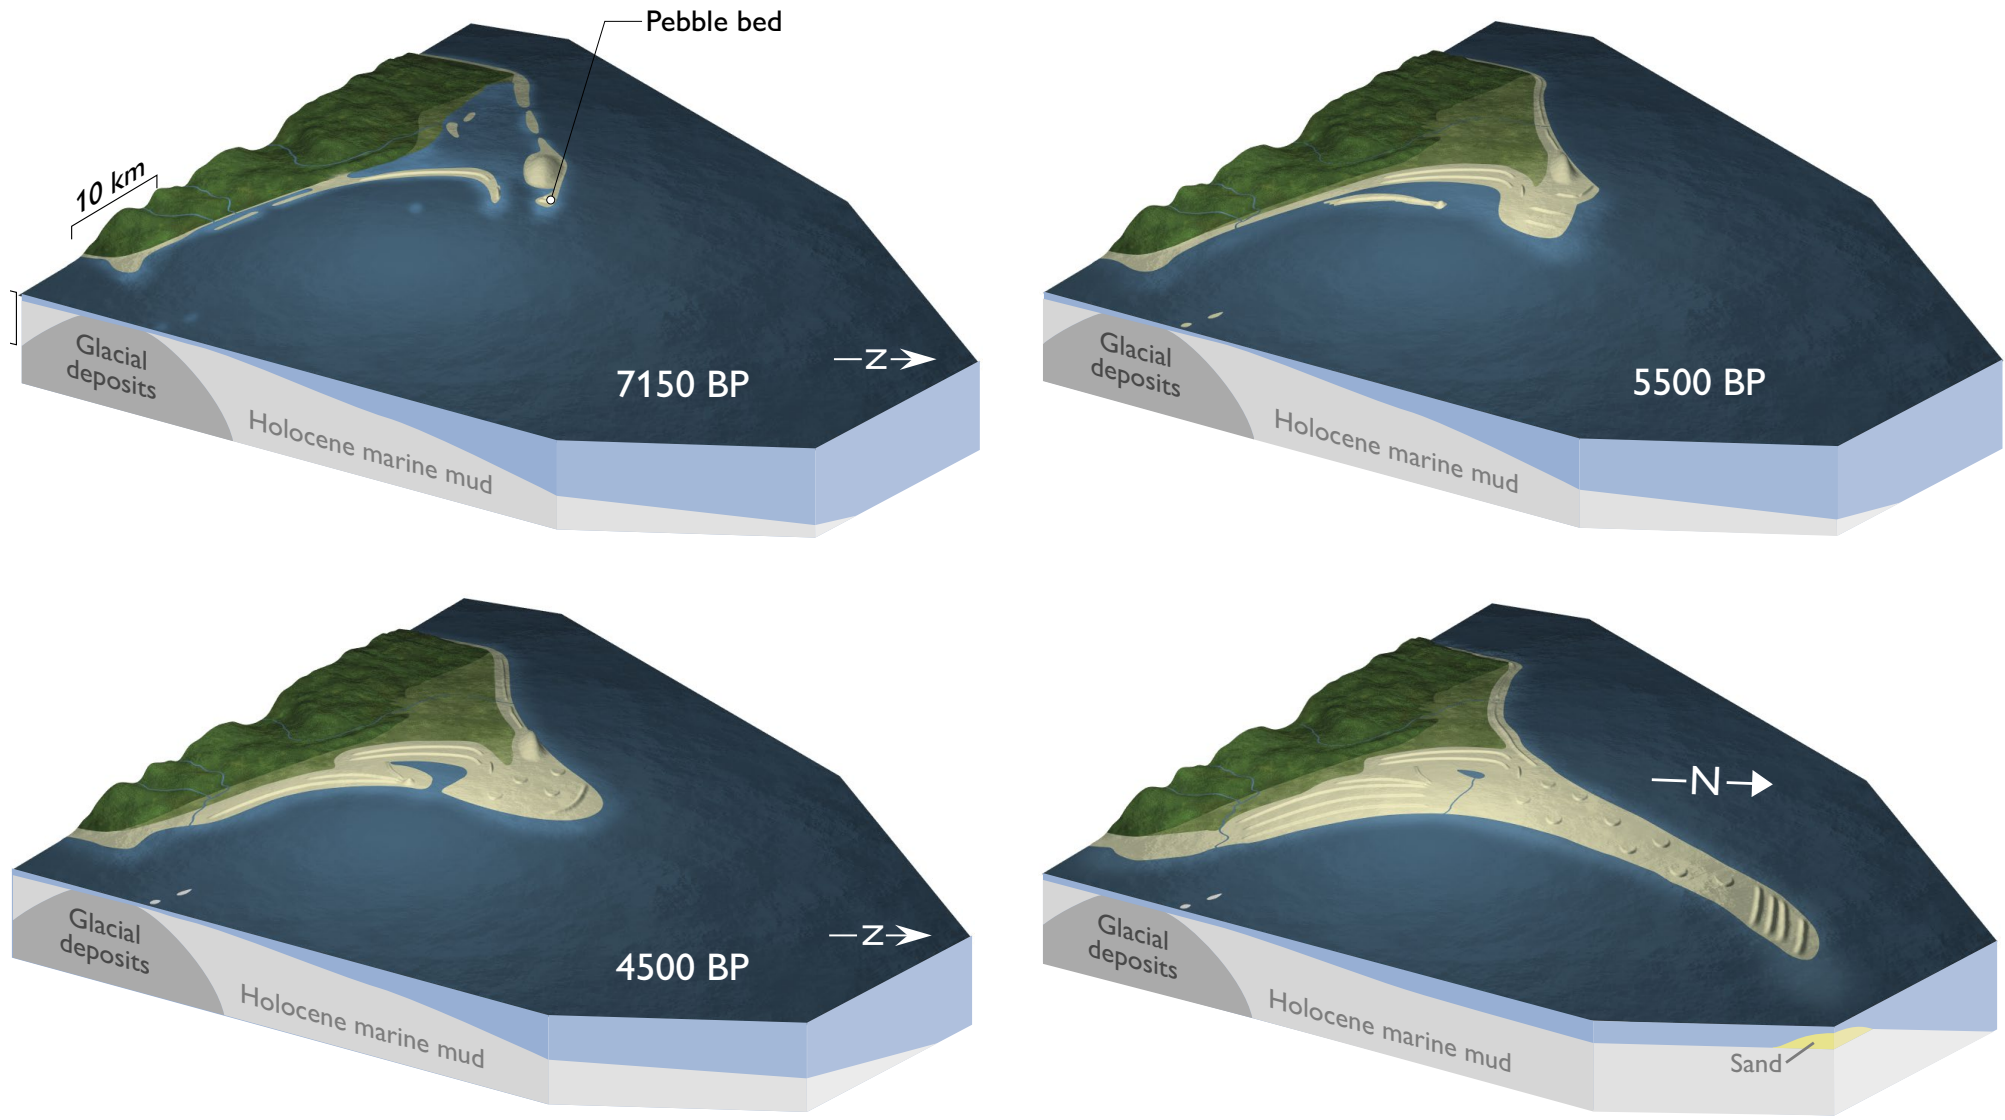 Pebble bed
10 km
Glacial
deposits
Holocene marine mud
7150 BP
N
Glacial
deposits
Holocene marine mud
5500 BP
Glacial
deposits
Holocene marine mud
4500 BP
N
Glacial
deposits
Holocene marine mud
N
Sand